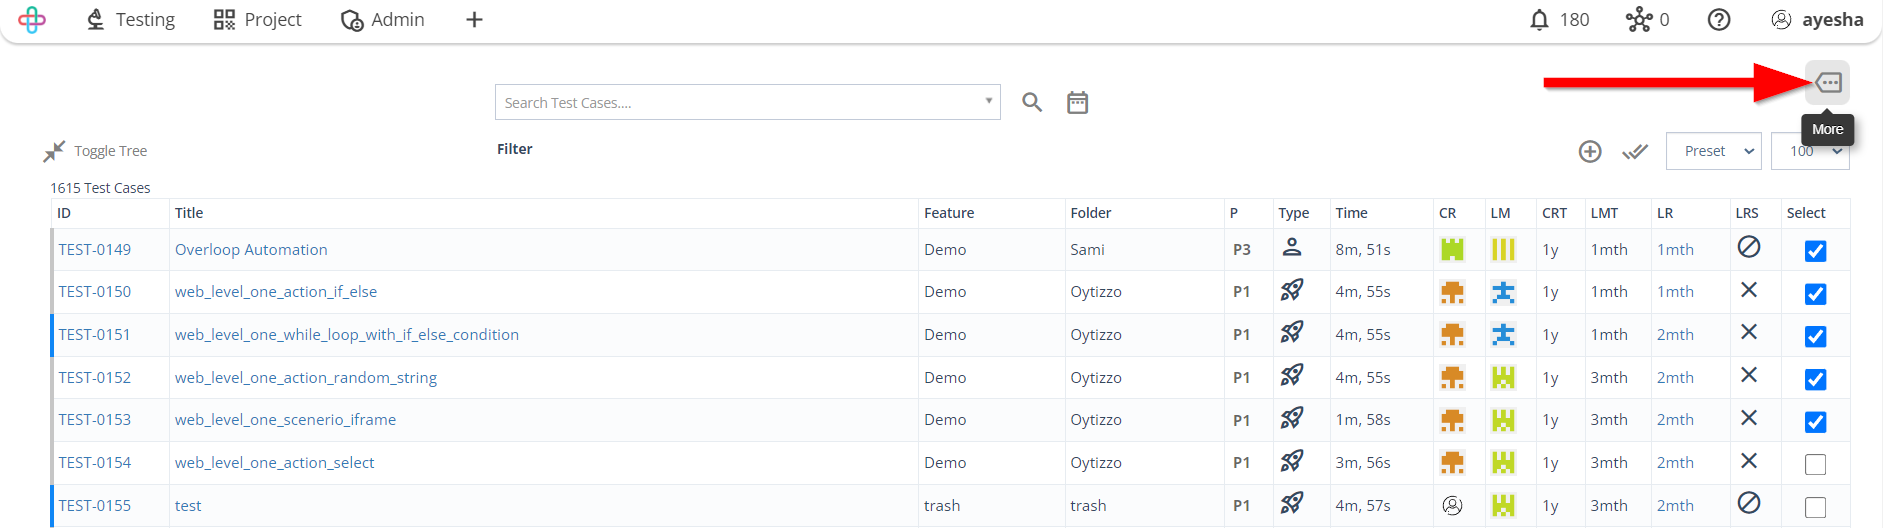 Testing Project Admin + 180 0 ayesha
Search Test Cases....
More
Toggle Tree Filter Preset 100
1615 Test Cases
ID Title Feature Folder P Type Time CR LM CRT LMT LR LRS Select
TEST-0149 Overloop Automation Demo Sami P3 8m, 51s 1y 1mth 1mth
TEST-0150 web_level_one_action_if_else Demo Oytizzo P1 4m, 55s 1y 1mth 1mth
TEST-0151 web_level_one_while_loop_with_if_else_condition Demo Oytizzo P1 4m, 55s 1y 1mth 2mth
TEST-0152 web_level_one_action_random_string Demo Oytizzo P1 4m, 55s 1y 3mth 2mth
TEST-0153 web_level_one_scenerio_iframe Demo Oytizzo P1 1m, 58s 1y 3mth 2mth
TEST-0154 web_level_one_action_select Demo Oytizzo P1 3m, 56s 1y 3mth 2mth
TEST-0155 test trash trash P1 4m, 57s 1y 3mth 2mth